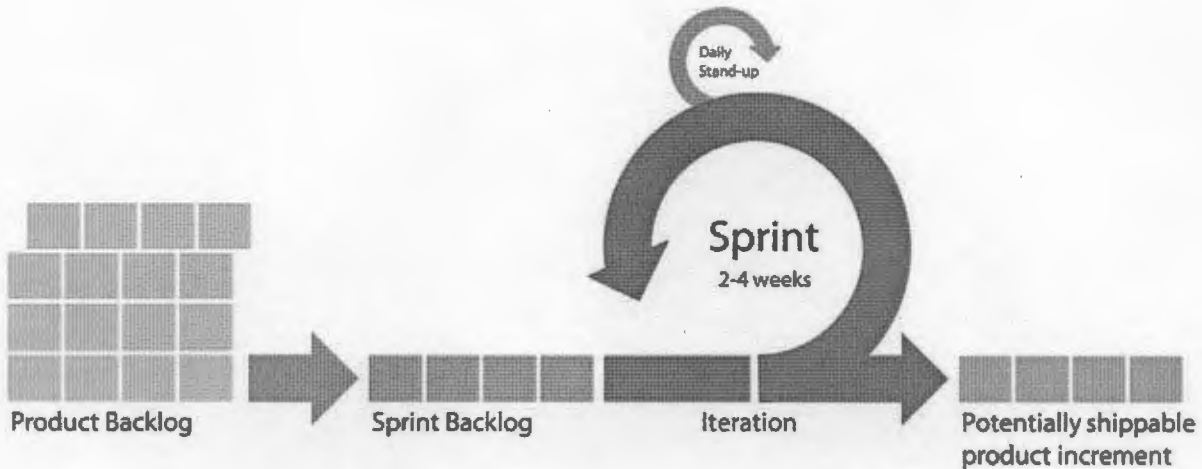 Daily
Stand-up
Sprint
2-4 weeks
Product Backlog
Sprint Backlog
Iteration
Potentially shippable
product increment